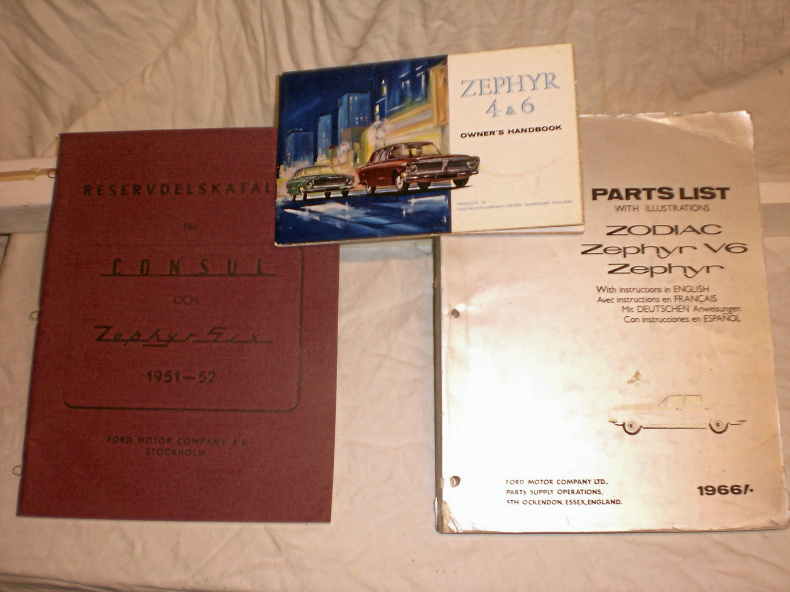 RESERVDELSKATAL
för
CONSUL
OCH
Zephyr Six
1951—52
FORD MOTOR COMPANY A.B.
STOCKHOLM
ZEPHYR
4 & 6
OWNER'S HANDBOOK
PARTS LIST
WITH ILLUSTRATIONS
ZODIAC
Zephyr V6
Zephyr
With instructions in ENGLISH
Avec instructions en FRANÇAIS
Mit DEUTSCHEN Anweisungen
Con instrucciones en ESPAÑOL
FORD MOTOR COMPANY LTD.,
PARTS SUPPLY OPERATIONS,
STH. OCKENDON, ESSEX, ENGLAND.
1966/-